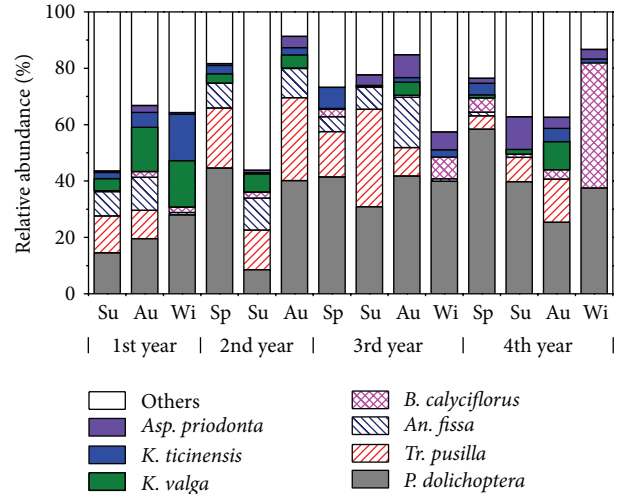 Relative abundance (%)
100
80
60
40
20
0
Su Au Wi Sp Su Au Sp Su Au Wi Sp Su Au Wi
1st year 2nd year 3rd year 4th year
Others
Asp. priodonta
K. ticinensis
K. valga
B. calyciflorus
An. fissa
Tr. pusilla
P. dolichoptera